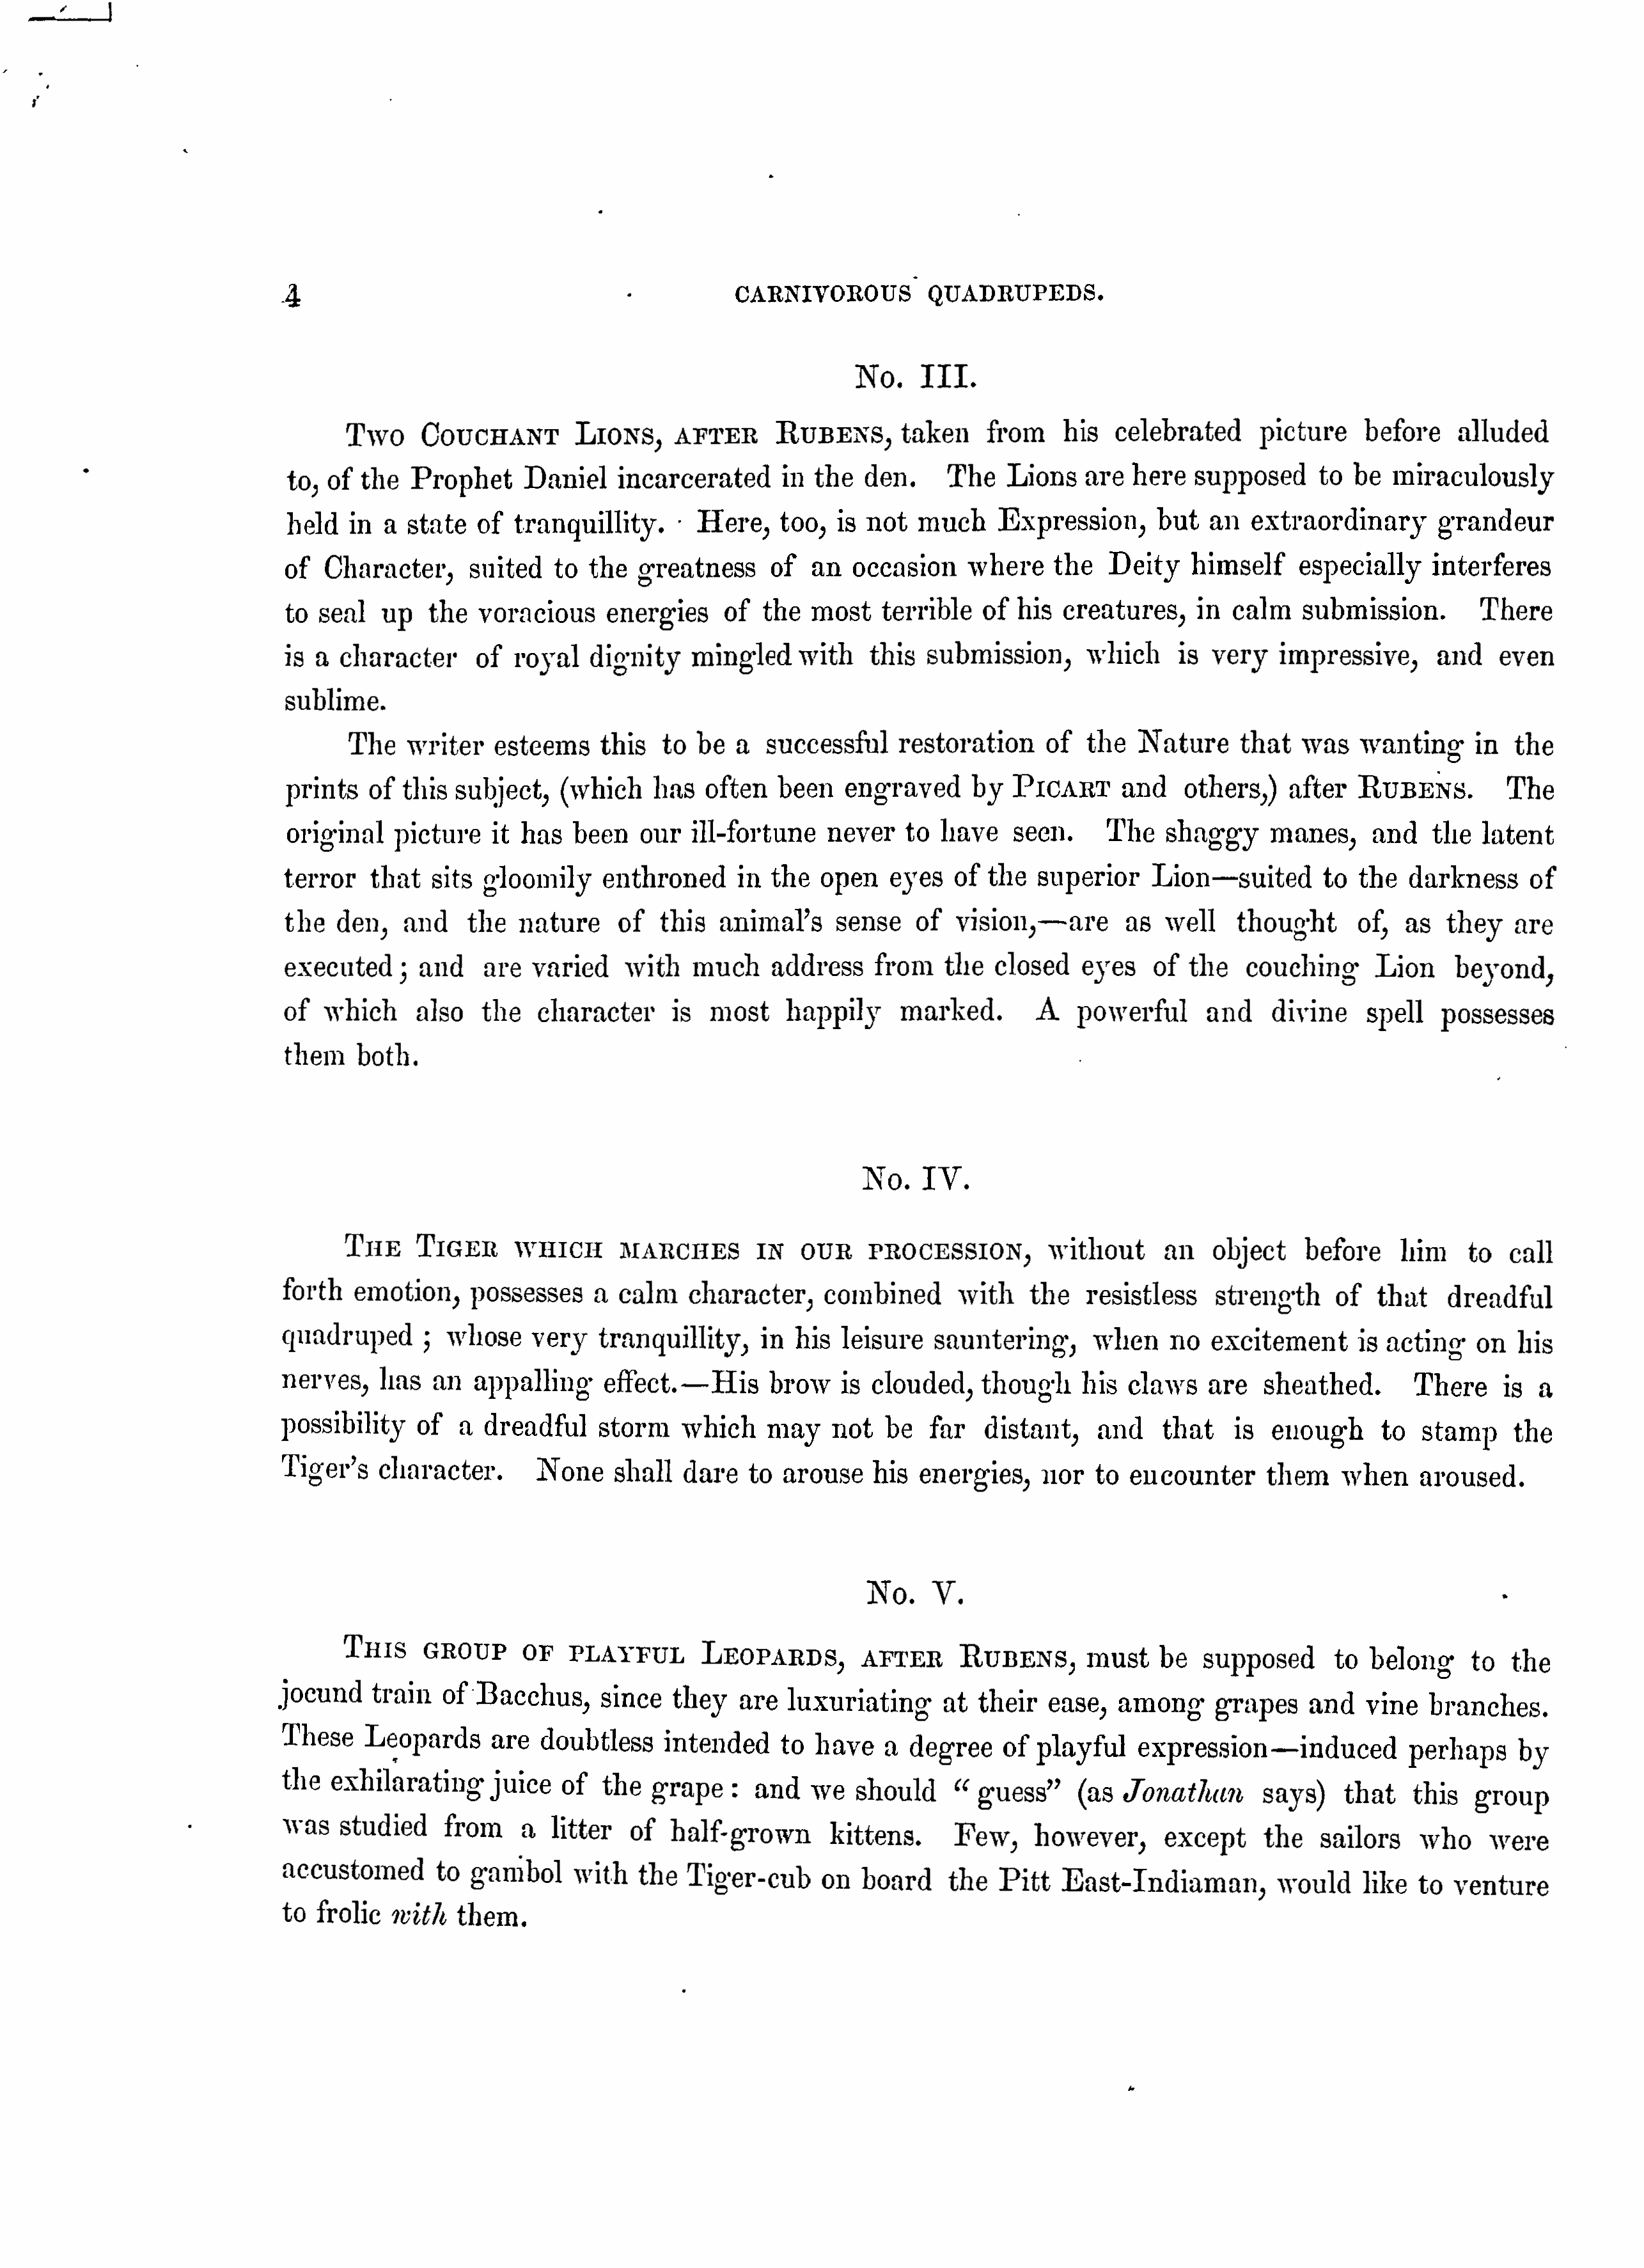 4 CARNIVOROUS QUADRUPEDS.
No. III.
Two Couchant Lions, after Rubens, taken from his celebrated picture before alluded
to, of the Prophet Daniel incarcerated in the den. The Lions are here supposed to be miraculously
held in a state of tranquillity. Here, too, is not much Expression, but an extraordinary grandeur
of Character, suited to the greatness of an occasion where the Deity himself especially interferes
to seal up the voracious energies of the most terrible of his creatures, in calm submission. There
is a character of royal dignity mingled with this submission, which is very impressive, and even
sublime.
The writer esteems this to be a successful restoration of the Nature that was wanting in the
prints of this subject, (which has often been engraved by Picart and others,) after Rubens. The
original picture it has been our ill-fortune never to have seen. The shaggy manes, and the latent
terror that sits gloomily enthroned in the open eyes of the superior Lion—suited to the darkness of
the den, and the nature of this animal's sense of vision,—are as well thought of, as they are
executed; and are varied with much address from the closed eyes of the couching Lion beyond,
of which also the character is most happily marked. A powerful and divine spell possesses
them both.
No. IV.
The Tiger which marches in our procession, without an object before him to call
forth emotion, possesses a calm character, combined with the resistless strength of that dreadful
quadruped ; whose very tranquillity, in his leisure sauntering, when no excitement is acting on his
nerves, has an appalling effect.—His brow is clouded, though his claws are sheathed. There is a
possibility of a dreadful storm which may not be far distant, and that is enough to stamp the
Tiger's character. None shall dare to arouse his energies, nor to encounter them when aroused.
No. V.
This group of playful Leopards, after Rubens, must be supposed to belong to the
jocund train of Bacchus, since they are luxuriating at their ease, among grapes and vine branches.
These Leopards are doubtless intended to have a degree of playful expression—induced perhaps by
the exhilarating juice of the grape : and we should “ guess” (as Jonathan says) that this group
was studied from a litter of half-grown kittens. Few, however, except the sailors who were
accustomed to gambol with the Tiger-cub on board the Pitt East-Indiaman, would like to venture
to frolic with them.